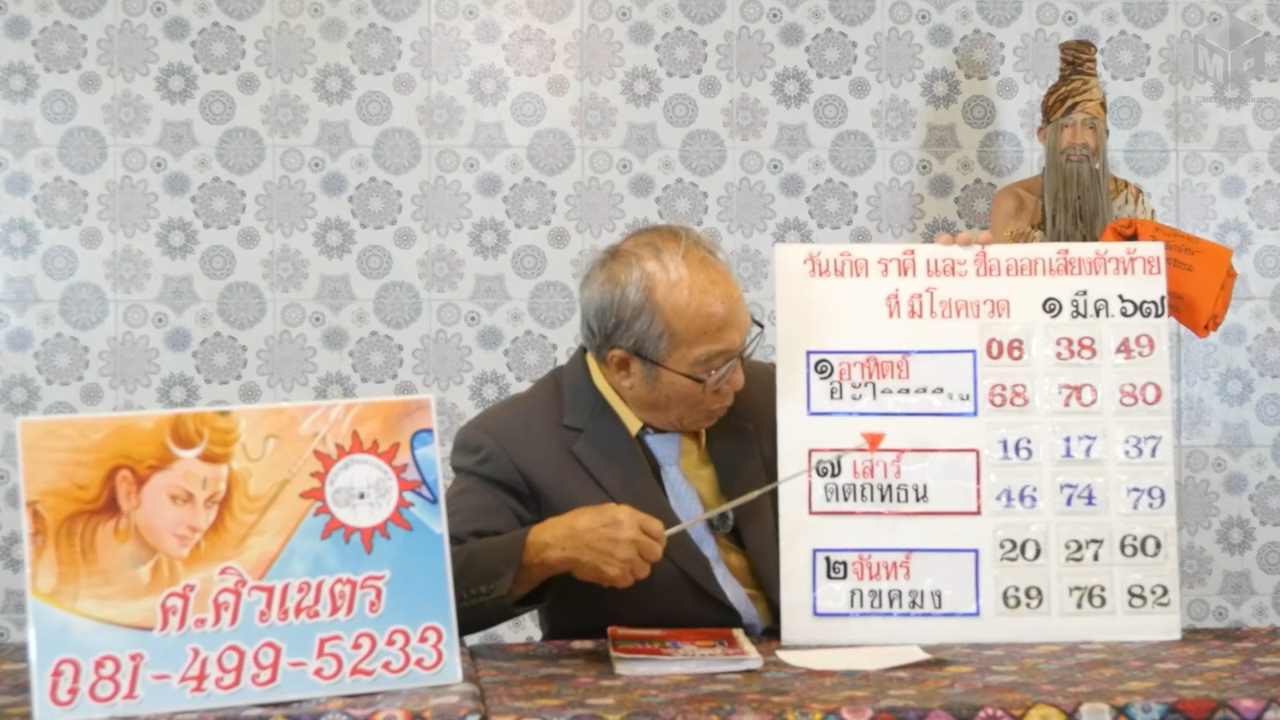 วันเกิด ราศี และ ชื่อ ออกเสียงตัวท้าย
ที่ มีโชคงวด ๑ มี.ค. ๖๗
๑ อาทิตย์
06 38 49
68 70 80
๗ เสาร์
ดตถทธน
16 17 37
46 74 79
๒ จันทร์
กขคฆง
20 27 60
69 76 82
ศ.ศิวเนตร
081-499-5233